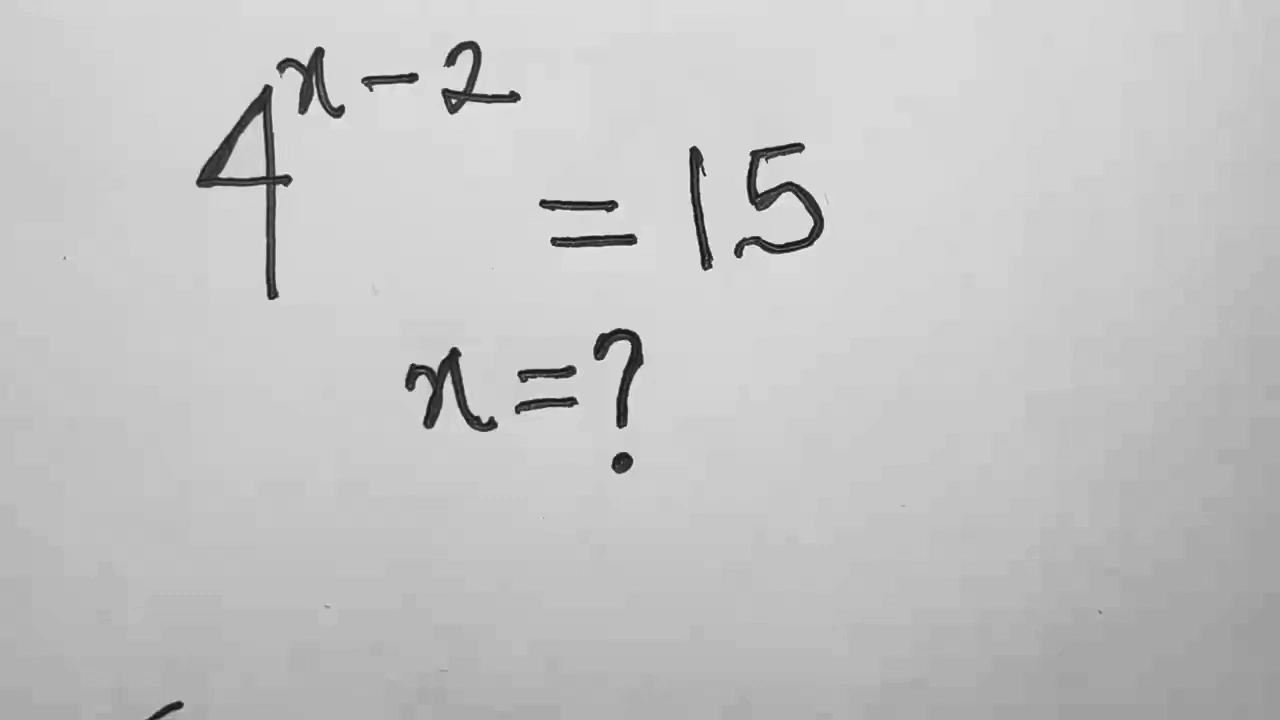 4^{x-2} = 15
x = ?